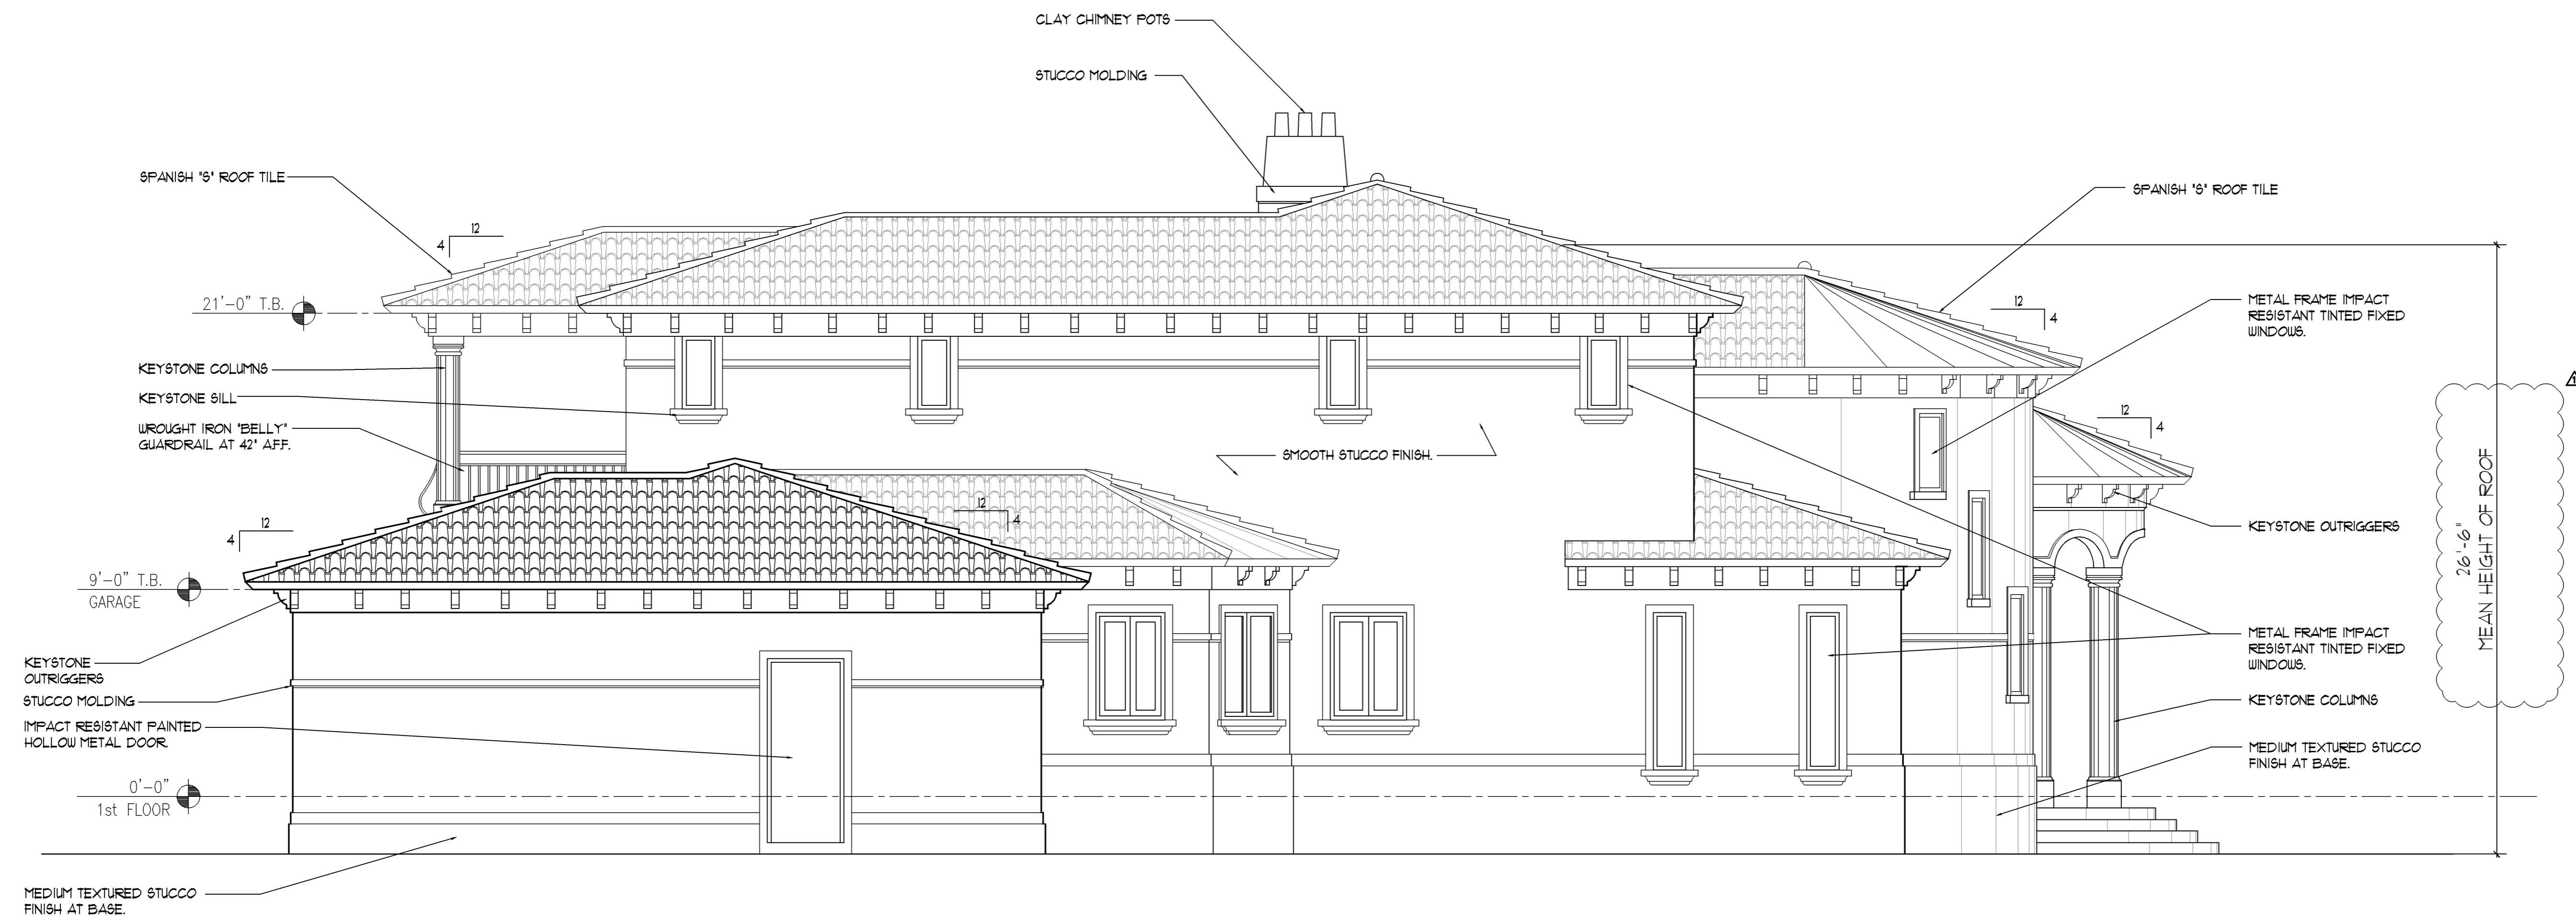 CLAY CHIMNEY POTS
STUCCO MOLDING
SPANISH "S" ROOF TILE
12
4
21'-0" T.B.
KEYSTONE COLUMNS
KEYSTONE SILL
WROUGHT IRON "BELLY"
GUARDRAIL AT 42" A.F.F.
12
4
9'-0" T.B.
GARAGE
KEYSTONE
OUTRIGGERS
STUCCO MOLDING
IMPACT RESISTANT PAINTED
HOLLOW METAL DOOR.
0'-0"
1st FLOOR
MEDIUM TEXTURED STUCCO
FINISH AT BASE.
SMOOTH STUCCO FINISH.
12
4
SPANISH "S" ROOF TILE
12
4
METAL FRAME IMPACT
RESISTANT TINTED FIXED
WINDOWS.
12
4
KEYSTONE OUTRIGGERS
METAL FRAME IMPACT
RESISTANT TINTED FIXED
WINDOWS.
KEYSTONE COLUMNS
MEDIUM TEXTURED STUCCO
FINISH AT BASE.
26'-6"
MEAN HEIGHT OF ROOF